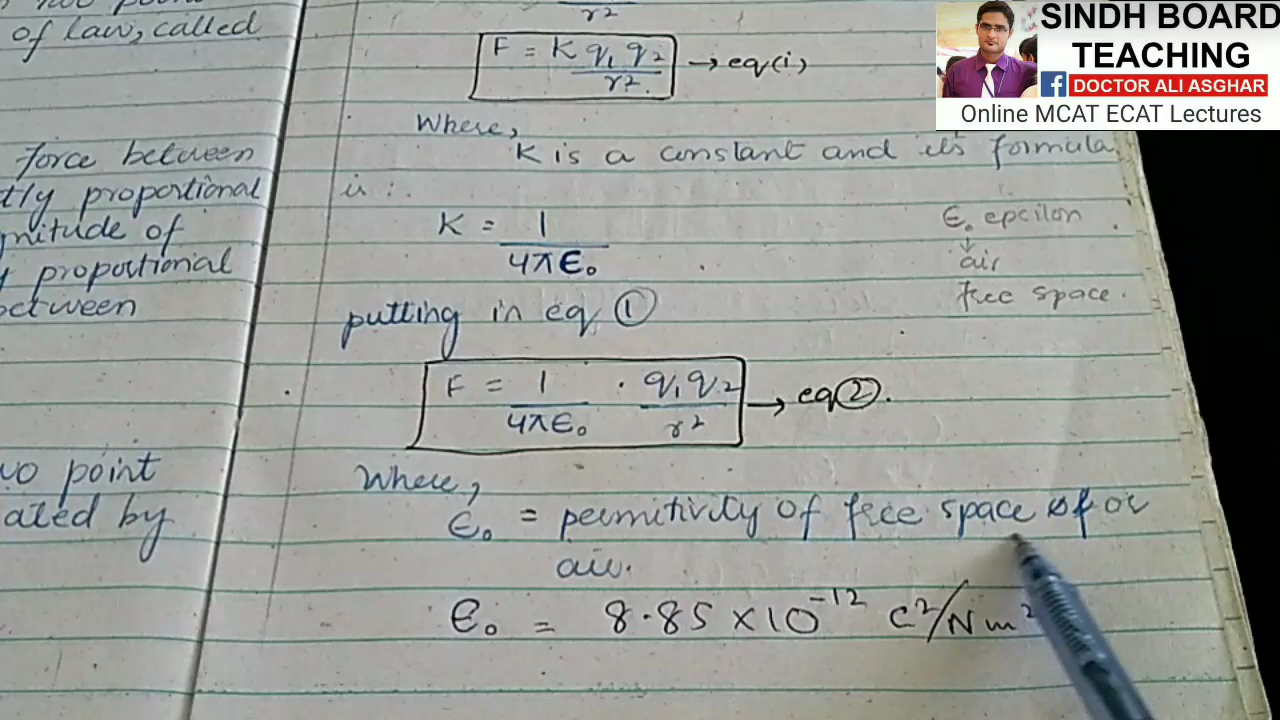 of law, called
force between
tly proportional
gnitude of
y proportional
between
wo point
ated by
r²
F = K q₁ q₂ / r² → eq(i)
Where,
K is a constant and its formula
is :
K = 1 / 4πϵ₀
ϵ₀ epsilon
↓
air
free space.
putting in eq ①
F = 1 / 4πϵ₀ · q₁q₂ / r² → eq②.
Where,
ϵ₀ = permitivity of free space or
air.
ϵ₀ = 8.85 × 10⁻¹² C²/Nm²
SINDH BOARD
TEACHING
f DOCTOR ALI ASGHAR
Online MCAT ECAT Lectures